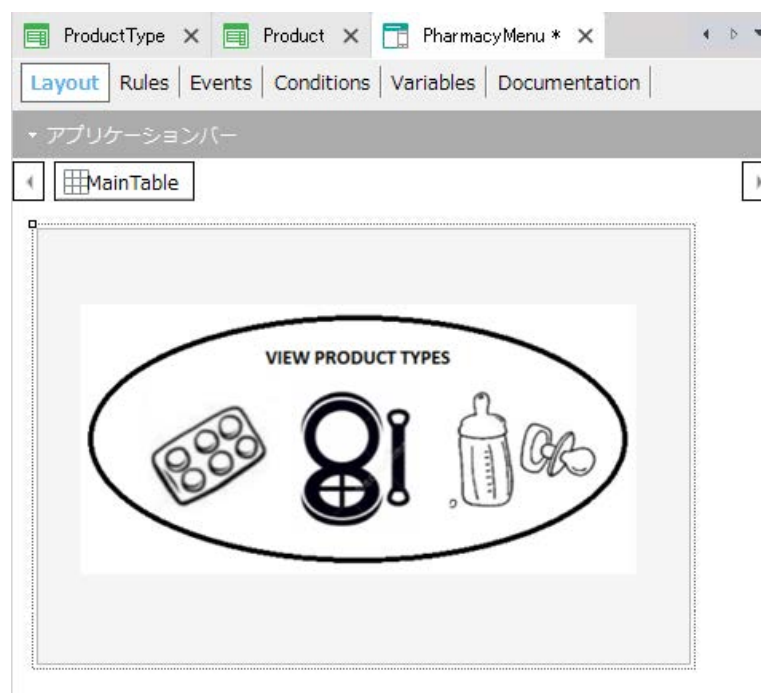 ProductType Product PharmacyMenu *
Layout Rules Events Conditions Variables Documentation
アプリケーションバー
MainTable
VIEW PRODUCT TYPES